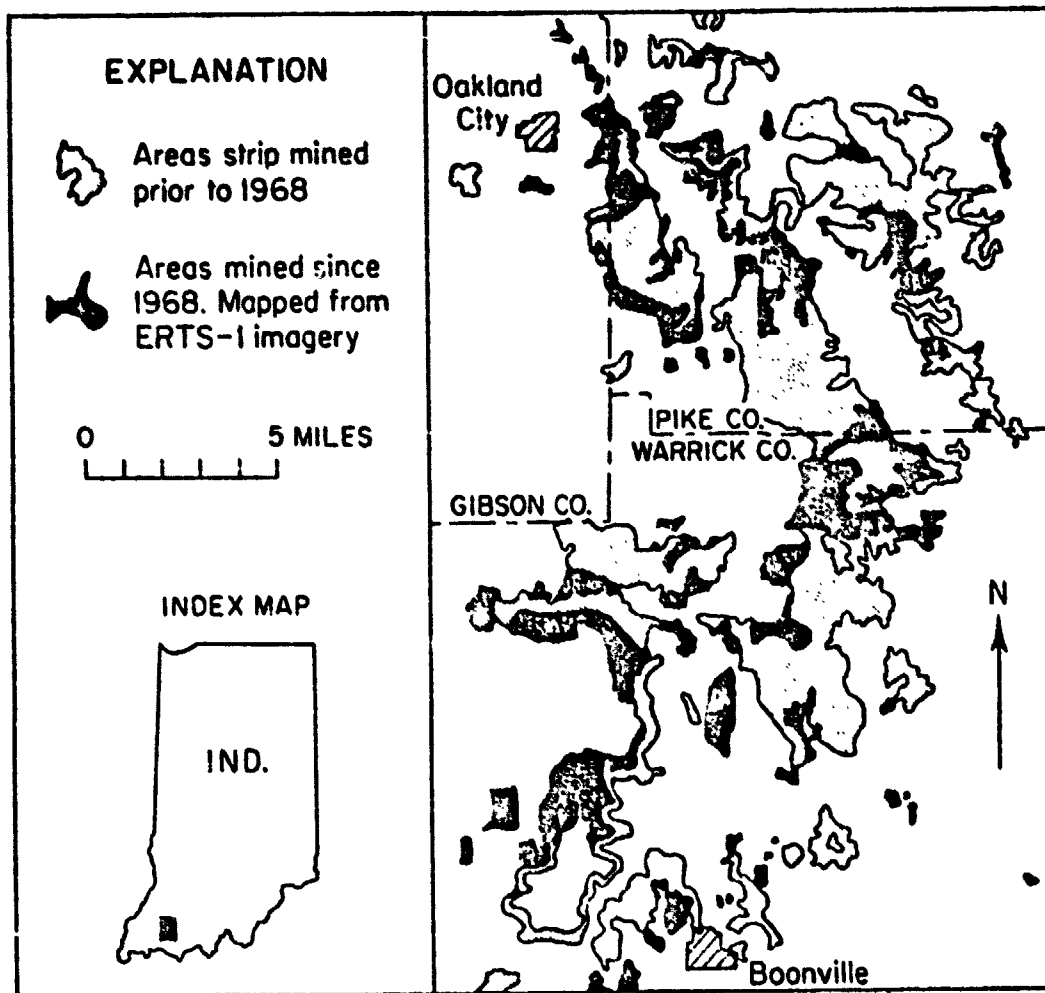 EXPLANATION
Areas strip mined
prior to 1968
Areas mined since
1968. Mapped from
ERTS-1 imagery
0 5 MILES
INDEX MAP
IND.
Oakland
City
PIKE CO.
WARRICK CO.
GIBSON CO.
N
Boonville